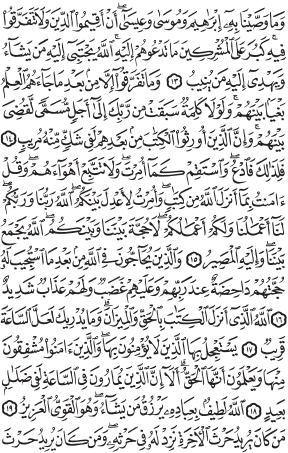 وَمَا وَصَّيْنَا بِهِۦٓ إِبْرَٰهِيمَ وَمُوسَىٰ وَعِيسَىٰٓ ۖ أَنْ أَقِيمُوا۟ ٱلدِّينَ وَلَا تَتَفَرَّقُوا۟
فِيهِ ۚ كَبُرَ عَلَى ٱلْمُشْرِكِينَ مَا تَدْعُوهُمْ إِلَيْهِ ۚ ٱللَّهُ يَجْتَبِىٓ إِلَيْهِ مَن يَشَآءُ
وَيَهْدِىٓ إِلَيْهِ مَن يُنِيبُ ١٣ وَمَا تَفَرَّقُوٓا۟ إِلَّا مِنۢ بَعْدِ مَا جَآءَهُمُ ٱلْعِلْمُ
بَغْيًۢا بَيْنَهُمْ ۚ وَلَوْلَا كَلِمَةٌ سَبَقَتْ مِن رَّبِّكَ إِلَىٰٓ أَجَلٍ مُّسَمًّى لَّقُضِىَ
بَيْنَهُمْ ۚ وَإِنَّ ٱلَّذِينَ أُورِثُوا۟ ٱلْكِتَٰبَ مِنۢ بَعْدِهِمْ لَفِى شَكٍّ مِّنْهُ مُرِيبٍ ١٤
فَلِذَٰلِكَ فَٱدْعُ ۖ وَٱسْتَقِمْ كَمَآ أُمِرْتَ ۖ وَلَا تَتَّبِعْ أَهْوَآءَهُمْ ۖ وَقُلْ
ءَامَنتُ بِمَآ أَنزَلَ ٱللَّهُ مِن كِتَٰبٍ ۖ وَأُمِرْتُ لِأَعْدِلَ بَيْنَكُمُ ۖ ٱللَّهُ رَبُّنَا وَرَبُّكُمْ ۖ
لَنَآ أَعْمَٰلُنَا وَلَكُمْ أَعْمَٰلُكُمْ ۖ لَا حُجَّةَ بَيْنَنَا وَبَيْنَكُمُ ۖ ٱللَّهُ يَجْمَعُ
بَيْنَنَا ۖ وَإِلَيْهِ ٱلْمَصِيرُ ١٥ وَٱلَّذِينَ يُحَآجُّونَ فِى ٱللَّهِ مِنۢ بَعْدِ مَا ٱسْتُجِيبَ لَهُۥ
حُجَّتُهُمْ دَاحِضَةٌ عِندَ رَبِّهِمْ وَعَلَيْهِمْ غَضَبٌ وَلَهُمْ عَذَابٌ شَدِيدٌ
١٦ ٱللَّهُ ٱلَّذِىٓ أَنزَلَ ٱلْكِتَٰبَ بِٱلْحَقِّ وَٱلْمِيزَانَ ۗ وَمَا يُدْرِيكَ لَعَلَّ ٱلسَّاعَةَ
قَرِيبٌ ١٧ يَسْتَعْجِلُ بِهَا ٱلَّذِينَ لَا يُؤْمِنُونَ بِهَا ۖ وَٱلَّذِينَ ءَامَنُوا۟ مُشْفِقُونَ
مِنْهَا وَيَعْلَمُونَ أَنَّهَا ٱلْحَقُّ ۗ أَلَآ إِنَّ ٱلَّذِينَ يُمَارُونَ فِى ٱلسَّاعَةِ لَفِى ضَلَٰلٍۭ
بَعِيدٍ ١٨ ٱللَّهُ لَطِيفٌۢ بِعِبَادِهِۦ يَرْزُقُ مَن يَشَآءُ ۖ وَهُوَ ٱلْقَوِىُّ ٱلْعَزِيزُ ١٩
مَن كَانَ يُرِيدُ حَرْثَ ٱلْءَاخِرَةِ نَزِدْ لَهُۥ فِى حَرْثِهِۦ ۖ وَمَن كَانَ يُرِيدُ حَرْثَ